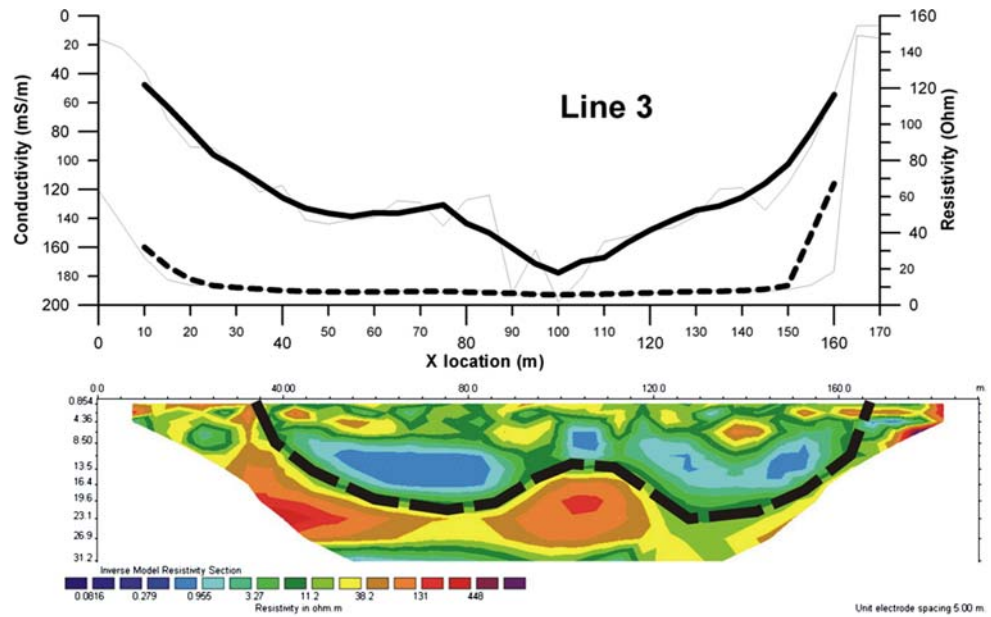 Line 3
Conductivity (mS/m)
0
20
40
60
80
100
120
140
160
180
200
Resistivity (Ohm)
160
140
120
100
80
60
40
20
0
0 10 20 30 40 50 60 70 80 90 100 110 120 130 140 150 160 170
X location (m)
0.0 40.00 80.0 120.0 160.0 m.
0.854
4.36
8.50
13.5
16.4
19.6
23.1
26.9
31.2
Inverse Model Resistivity Section
0.0816 0.279 0.955 3.27 11.2 38.2 131 448
Resistivity in ohm.m
Unit electrode spacing 5.00 m.